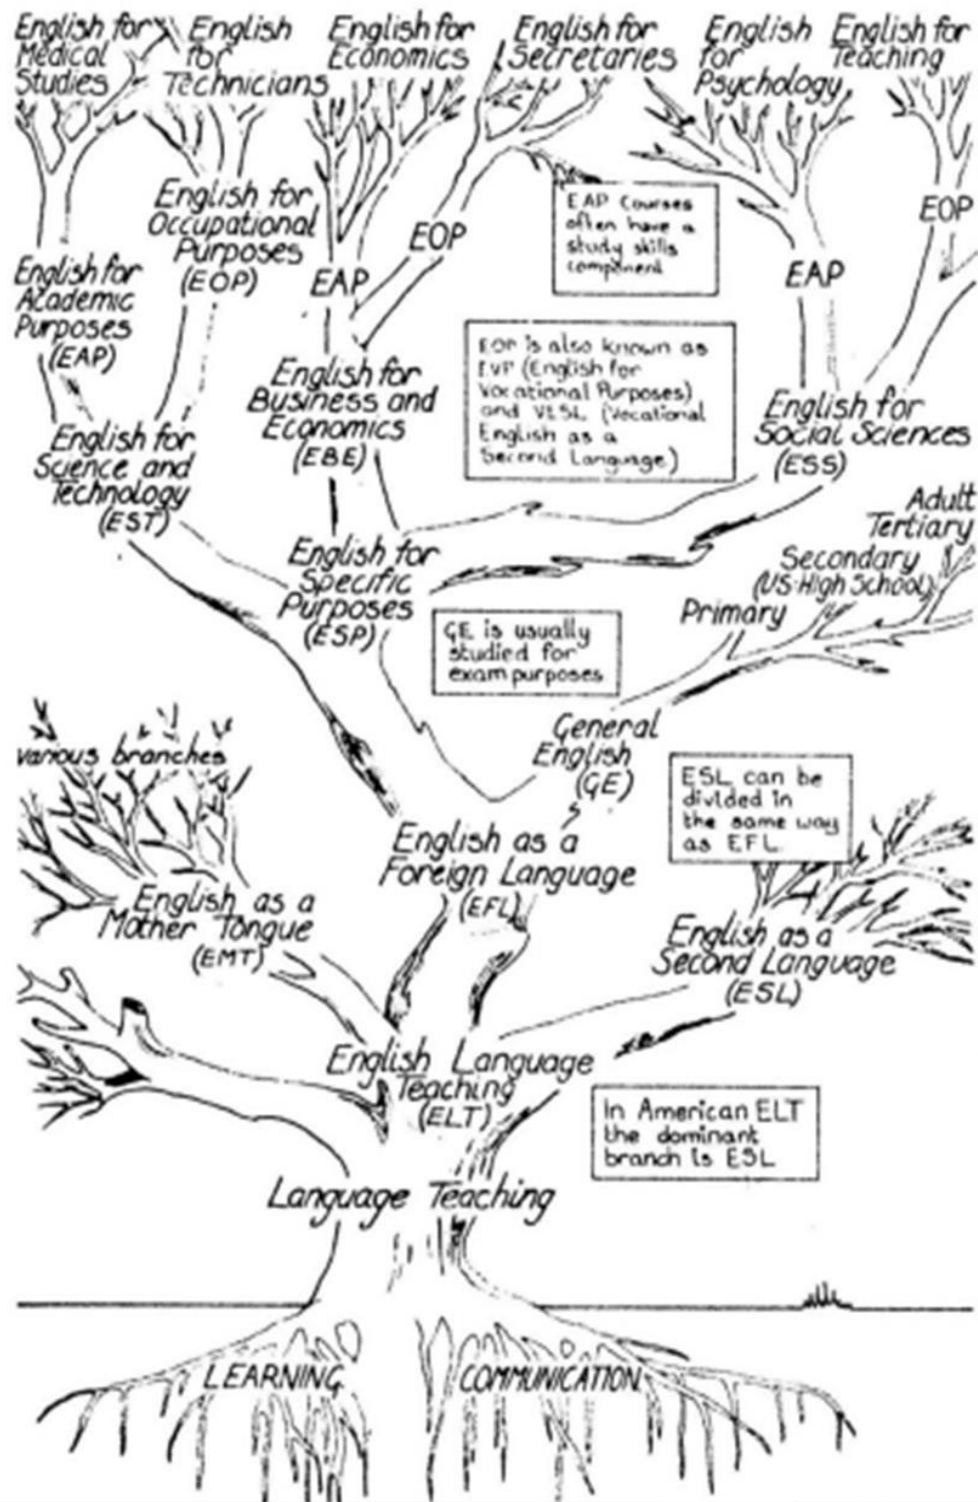 English for
Medical
Studies
English
for
Technicians
English for
Economics
English for
Secretaries
English
for
Psychology
English for
Teaching
English for
Occupational
Purposes
(EOP)
EOP
EAP Courses
often have a
study skills
component
EOP
English for
Academic
Purposes
(EAP)
EAP
EAP
EOP is also known as
EVP (English for
Vocational Purposes)
and VESL (Vocational
English as a
Second Language)
English for
Business and
Economics
(EBE)
English for
Social Sciences
(ESS)
English for
Science and
Technology
(EST)
Adult
Tertiary
Secondary
(US:High School)
Primary
English for
Specific
Purposes
(ESP)
GE is usually
studied for
exam purposes
General
English
(GE)
various branches
ESL can be
divided in
the same way
as EFL
English as a
Foreign Language
(EFL)
English as a
Mother Tongue
(EMT)
English as a
Second Language
(ESL)
English Language
Teaching
(ELT)
In American ELT
the dominant
branch is ESL
Language Teaching
LEARNING
COMMUNICATION